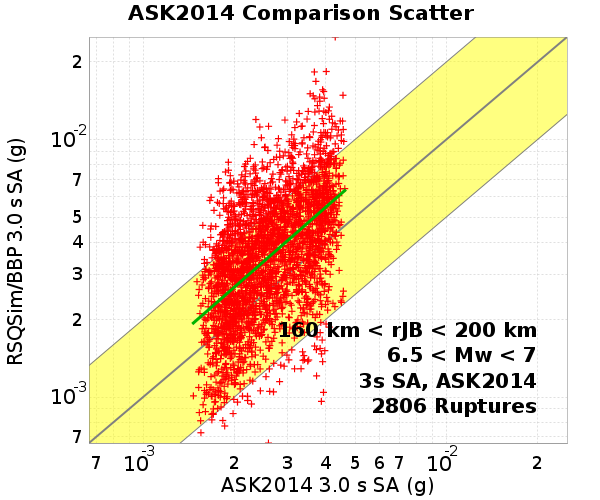 ASK2014 Comparison Scatter
RSQSim/BBP 3.0 s SA (g)
2
10-2
7
5
4
3
2
10-3
7
160 km < rJB < 200 km
6.5 < Mw < 7
3s SA, ASK2014
2806 Ruptures
7 10-3 2 3 4 5 6 7 10-2 2
ASK2014 3.0 s SA (g)